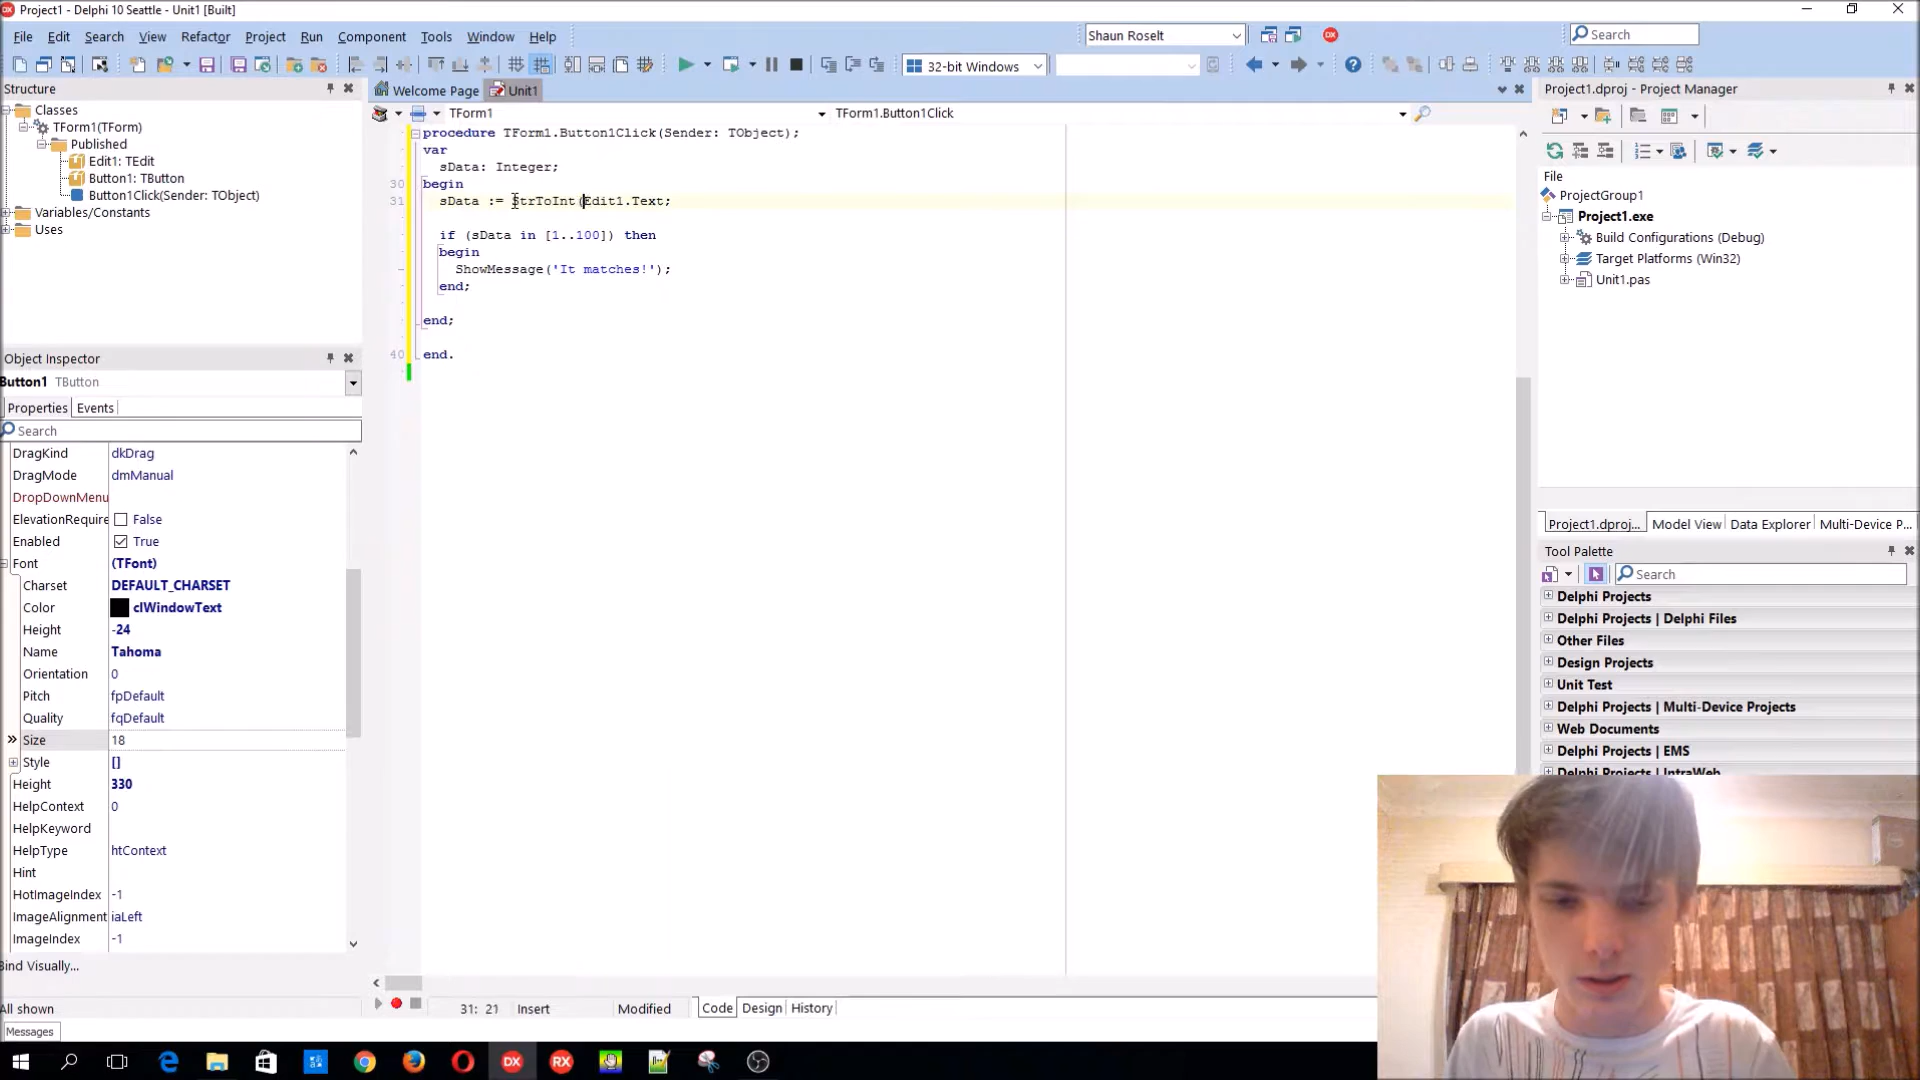 Project1 - Delphi 10 Seattle - Unit1 [Built]
File Edit Search View Refactor Project Run Component Tools Window Help
Shaun Roselt
Search
32-bit Windows
Structure
Classes
TForm1(TForm)
Published
Edit1: TEdit
Button1: TButton
Button1Click(Sender: TObject)
Variables/Constants
Uses
Object Inspector
Button1 TButton
Properties Events
Search
DragKind dkDrag
DragMode dmManual
DropDownMenu
ElevationRequire False
Enabled True
Font (TFont)
Charset DEFAULT_CHARSET
Color clWindowText
Height -24
Name Tahoma
Orientation 0
Pitch fpDefault
Quality fqDefault
Size 18
Style []
Height 330
HelpContext 0
HelpKeyword
HelpType htContext
Hint
HotImageIndex -1
ImageAlignment iaLeft
ImageIndex -1
Bind Visually...
All shown
Messages
Welcome Page Unit1
TForm1 TForm1.Button1Click
procedure TForm1.Button1Click(Sender: TObject);
var
sData: Integer;
30 begin
31 sData := StrToInt(Edit1.Text;
if (sData in [1..100]) then
begin
ShowMessage('It matches!');
end;
end;
40 end.
31: 21 Insert Modified Code Design History
Project1.dproj - Project Manager
File
ProjectGroup1
Project1.exe
Build Configurations (Debug)
Target Platforms (Win32)
Unit1.pas
Project1.dproj... Model View Data Explorer Multi-Device P...
Tool Palette
Search
Delphi Projects
Delphi Projects | Delphi Files
Other Files
Design Projects
Unit Test
Delphi Projects | Multi-Device Projects
Web Documents
Delphi Projects | EMS
Delphi Projects | IntraWeb
DX RX